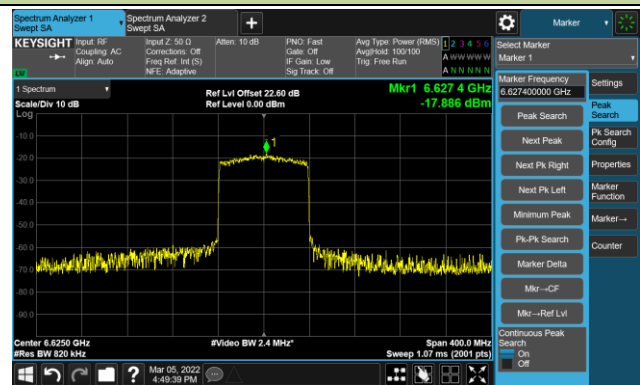 Spectrum Analyzer 1
Swept SA
Spectrum Analyzer 2
Swept SA
+
Marker
KEYSIGHT
Input: RF
Coupling: AC
Align: Auto
Input Z: 50 Ω
Corrections: Off
Freq Ref: Int (S)
NFE: Adaptive
Atten: 10 dB
PNO: Fast
Gate: Off
IF Gain: Low
Sig Track: Off
Avg Type: Power (RMS)
Avg|Hold: 100/100
Trig: Free Run
1 2 3 4 5 6
A W W W W W
A N N N N N
LXI
Select Marker
Marker 1
1 Spectrum
Scale/Div 10 dB
Log
Ref Lvl Offset 22.60 dB
Ref Level 0.00 dBm
Mkr1 6.627 4 GHz
-17.886 dBm
1
-10.0
-20.0
-30.0
-40.0
-50.0
-60.0
-70.0
-80.0
-90.0
Center 6.6250 GHz
#Res BW 820 kHz
#Video BW 2.4 MHz*
Span 400.0 MHz
Sweep 1.07 ms (2001 pts)
Marker Frequency
6.627400000 GHz
Peak Search
Next Peak
Next Pk Right
Next Pk Left
Minimum Peak
Pk-Pk Search
Marker Delta
Mkr→CF
Mkr→Ref Lvl
Continuous Peak
Search
On
Off
Settings
Peak
Search
Pk Search
Config
Properties
Marker
Function
Marker→
Counter
?
Mar 05, 2022
4:49:39 PM